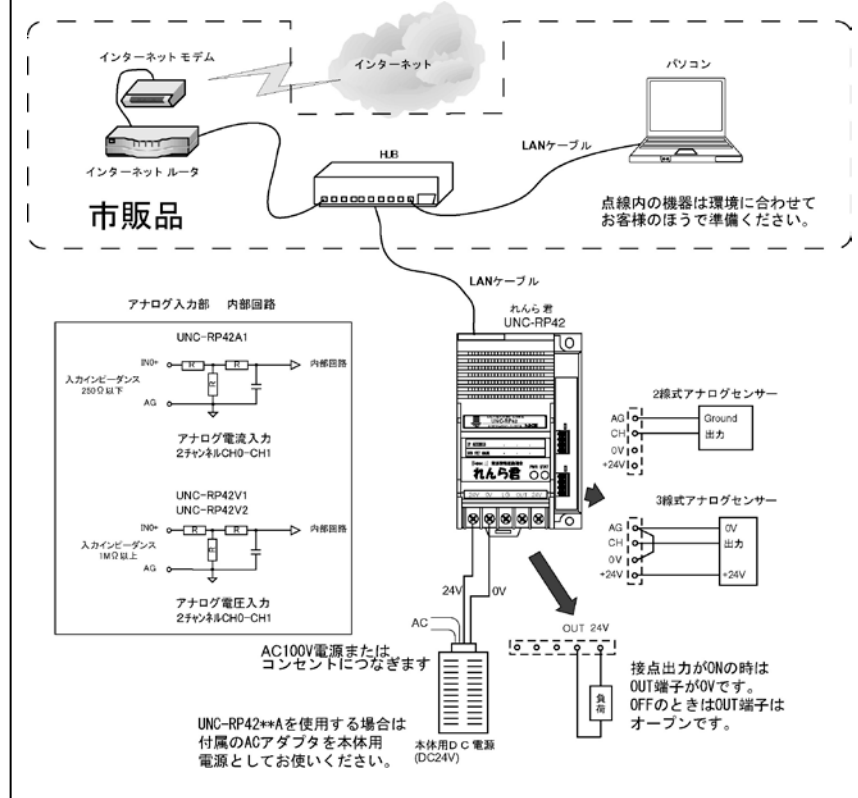 インターネット モデム
インターネット
パソコン
インターネット ルータ
HUB
LANケーブル
市販品
点線内の機器は環境に合わせて
お客様のほうで準備ください。
LANケーブル
アナログ入力部 内部回路
れんら君
UNC-RP42
UNC-RP42A1
IN0+
R
R
内部回路
R
入力インピーダンス
250Ω以下
AG
アナログ電流入力
2チャンネルCH0-CH1
UNC-RP42V1
UNC-RP42V2
IN0+
R
R
内部回路
R
入力インピーダンス
1MΩ以上
AG
アナログ電圧入力
2チャンネルCH0-CH1
UNC-RP42
IP ADDRESS
れんら君
24V 0V OUT 24V
2線式アナログセンサー
AG
Ground
CH
出力
0V
+24V
3線式アナログセンサー
AG
0V
CH
出力
0V
+24V
+24V
24V
0V
AC
AC100V電源または
コンセントにつなぎます
OUT 24V
負荷
接点出力がONの時は
OUT端子が0Vです。
OFFのときはOUT端子は
オープンです。
UNC-RP42**Aを使用する場合は
付属のACアダプタを本体用
電源としてお使いください。
本体用DC電源
(DC24V)